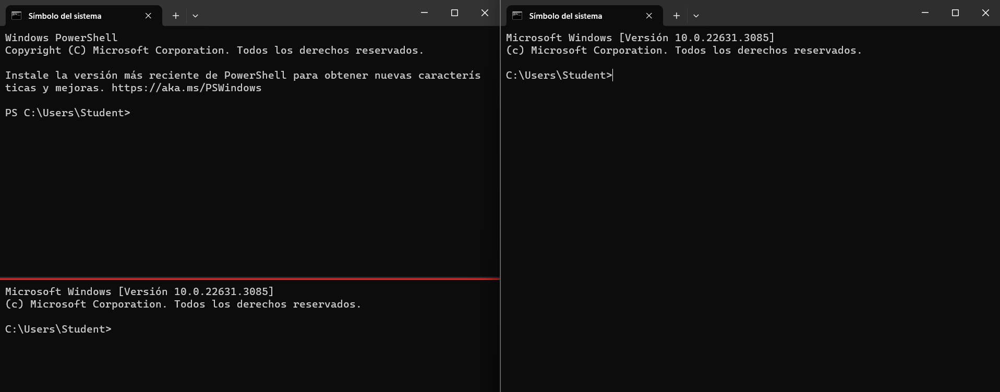 Símbolo del sistema
Windows PowerShell
Copyright (C) Microsoft Corporation. Todos los derechos reservados.
Instale la versión más reciente de PowerShell para obtener nuevas caracterís
ticas y mejoras. https://aka.ms/PSWindows
PS C:\Users\Student>
Microsoft Windows [Versión 10.0.22631.3085]
(c) Microsoft Corporation. Todos los derechos reservados.
C:\Users\Student>
Símbolo del sistema
Microsoft Windows [Versión 10.0.22631.3085]
(c) Microsoft Corporation. Todos los derechos reservados.
C:\Users\Student>